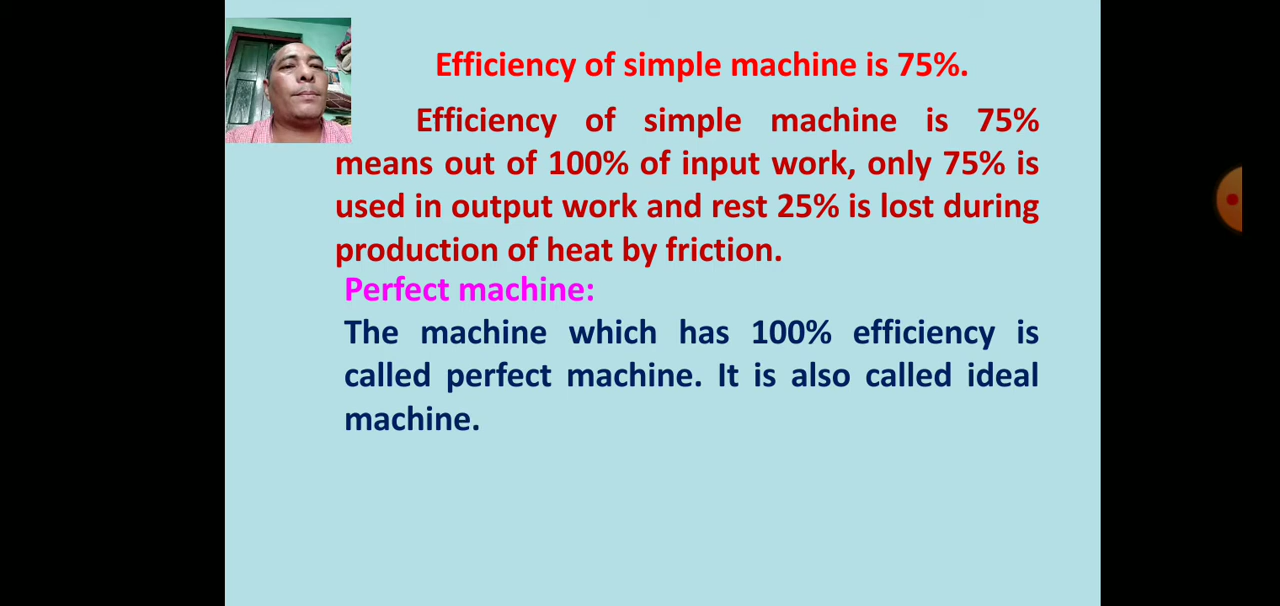 Efficiency of simple machine is 75%.
Efficiency of simple machine is 75%
means out of 100% of input work, only 75% is
used in output work and rest 25% is lost during
production of heat by friction.
Perfect machine:
The machine which has 100% efficiency is
called perfect machine. It is also called ideal
machine.